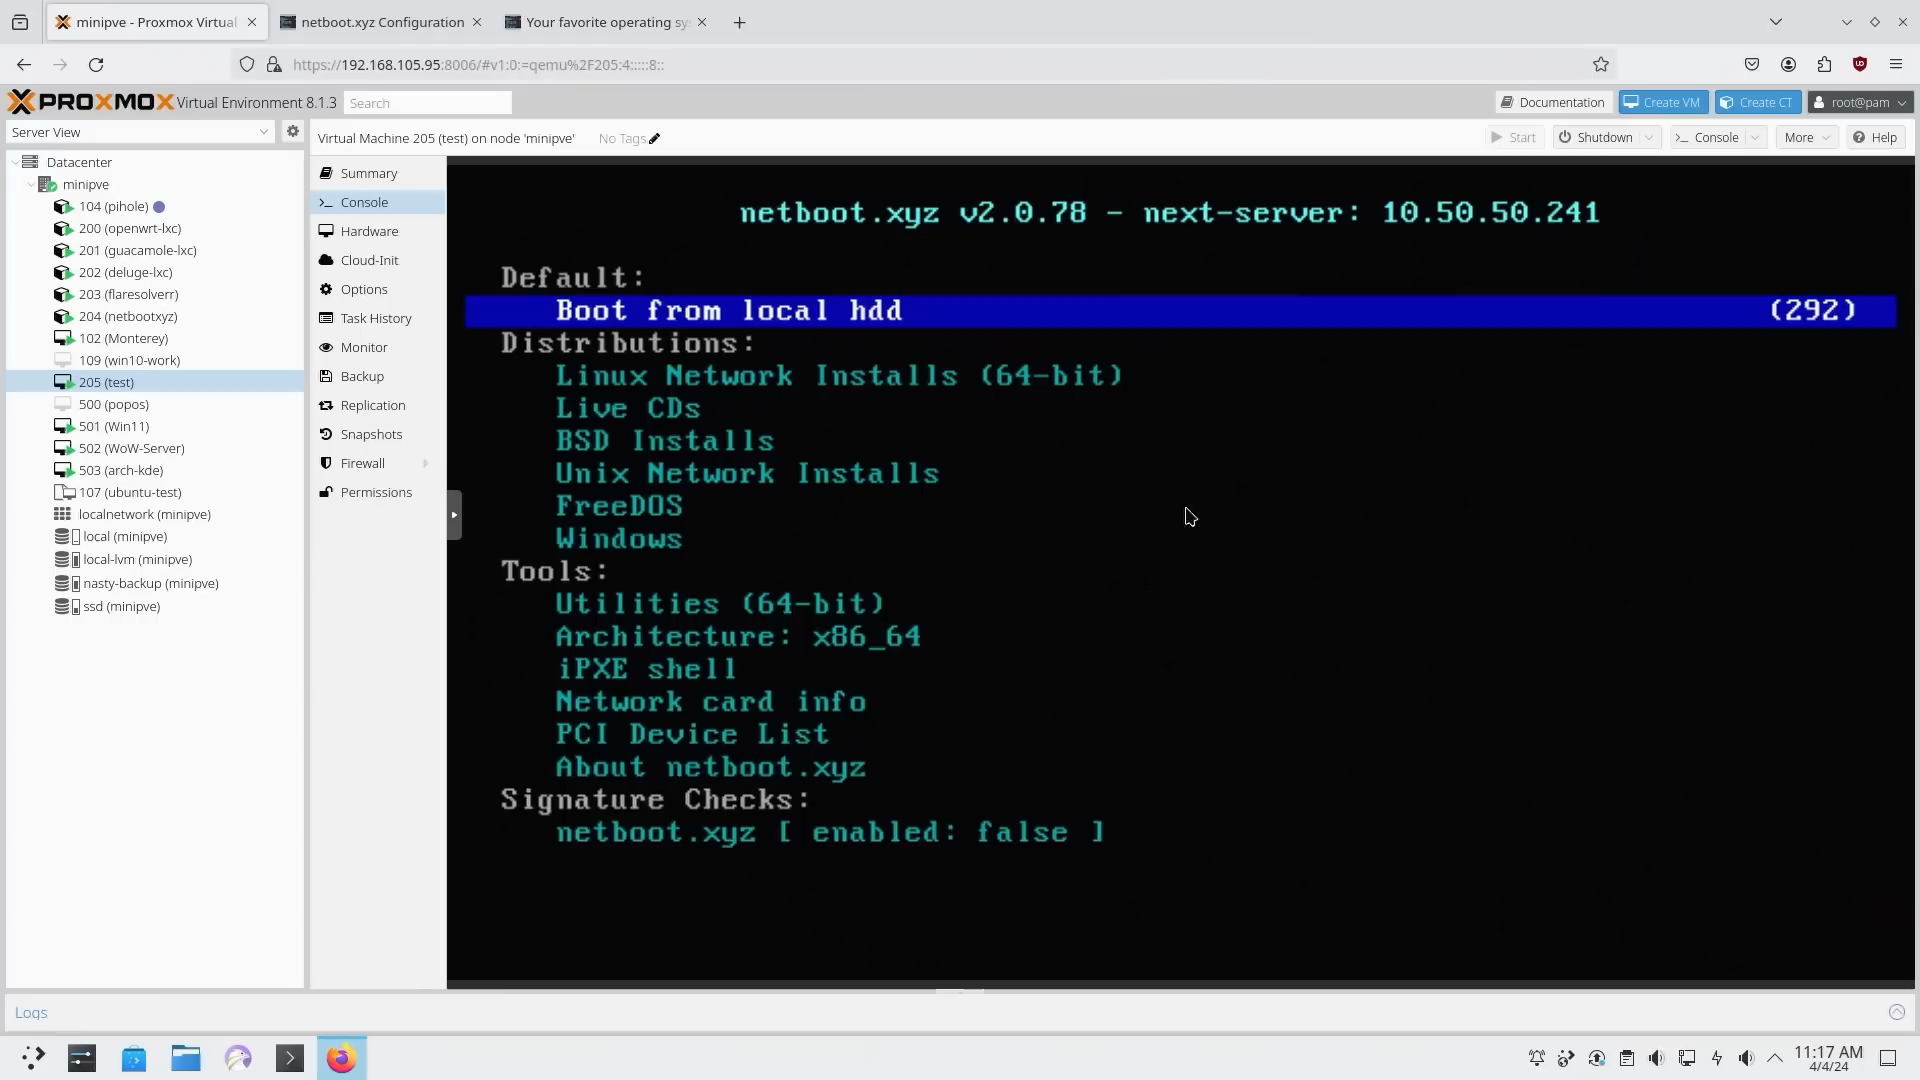 minipve - Proxmox Virtual
netboot.xyz Configuration
Your favorite operating sys
https://192.168.105.95:8006/#v1:0:=qemu%2F205:4:::::8::
PROXMOX Virtual Environment 8.1.3
Search
Documentation
Create VM
Create CT
root@pam
Server View
Virtual Machine 205 (test) on node 'minipve'
No Tags
Start
Shutdown
Console
More
Help
Datacenter
minipve
104 (pihole)
200 (openwrt-lxc)
201 (guacamole-lxc)
202 (deluge-lxc)
203 (flaresolverr)
204 (netbootxyz)
102 (Monterey)
109 (win10-work)
205 (test)
500 (popos)
501 (Win11)
502 (WoW-Server)
503 (arch-kde)
107 (ubuntu-test)
localnetwork (minipve)
local (minipve)
local-lvm (minipve)
nasty-backup (minipve)
ssd (minipve)
Summary
Console
Hardware
Cloud-Init
Options
Task History
Monitor
Backup
Replication
Snapshots
Firewall
Permissions
netboot.xyz v2.0.78 - next-server: 10.50.50.241
Default:
Boot from local hdd (292)
Distributions:
Linux Network Installs (64-bit)
Live CDs
BSD Installs
Unix Network Installs
FreeDOS
Windows
Tools:
Utilities (64-bit)
Architecture: x86_64
iPXE shell
Network card info
PCI Device List
About netboot.xyz
Signature Checks:
netboot.xyz [ enabled: false ]
Logs
11:17 AM
4/4/24